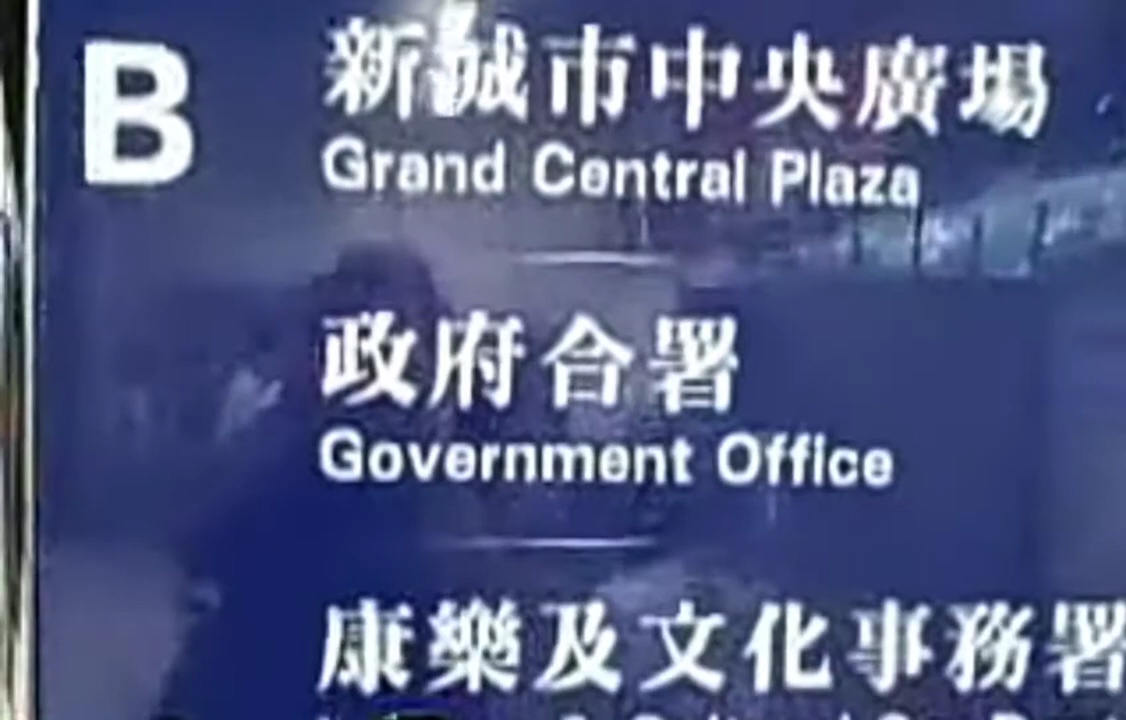 B
新城市中央廣場
Grand Central Plaza
政府合署
Government Office
康樂及文化事務署